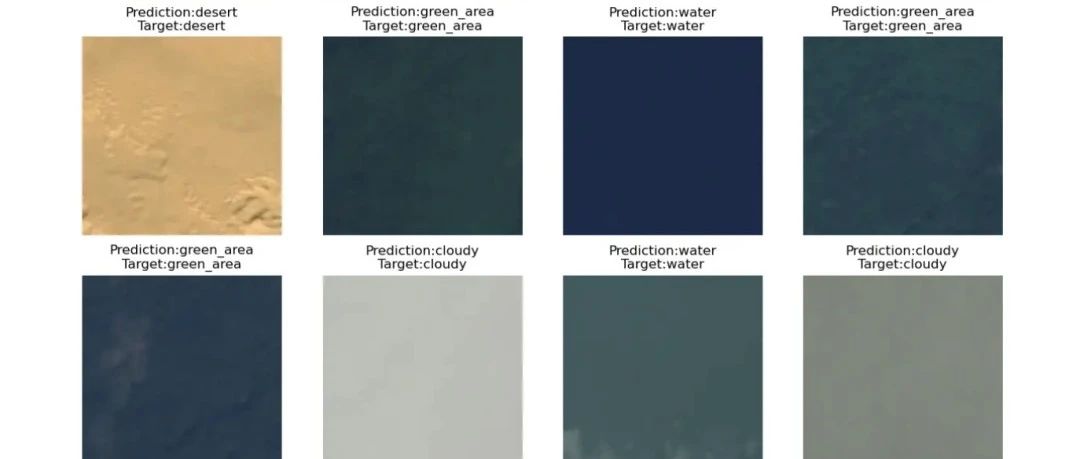 Prediction:desert
Target:desert
Prediction:green_area
Target:green_area
Prediction:water
Target:water
Prediction:green_area
Target:green_area
Prediction:green_area
Target:green_area
Prediction:cloudy
Target:cloudy
Prediction:water
Target:water
Prediction:cloudy
Target:cloudy